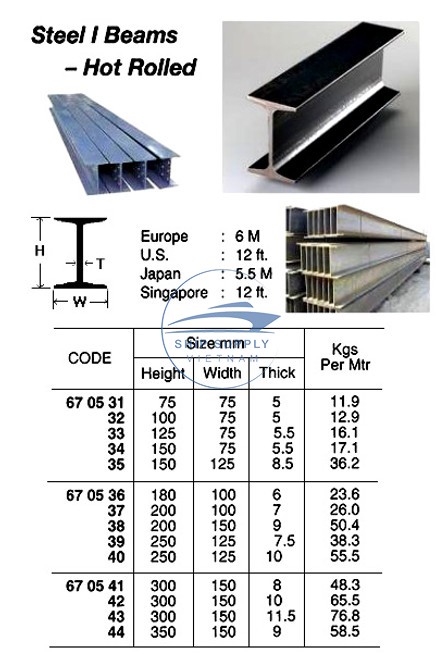 Steel I Beams
– Hot Rolled
H
T
W
Europe : 6 M
U.S. : 12 ft.
Japan : 5.5 M
Singapore : 12 ft.
SHIP SUPPLY
VIETNAM
CODE Size mm Kgs Per Mtr
Height Width Thick
67 05 31 75 75 5 11.9
32 100 75 5 12.9
33 125 75 5.5 16.1
34 150 75 5.5 17.1
35 150 125 8.5 36.2
67 05 36 180 100 6 23.6
37 200 100 7 26.0
38 200 150 9 50.4
39 250 125 7.5 38.3
40 250 125 10 55.5
67 05 41 300 150 8 48.3
42 300 150 10 65.5
43 300 150 11.5 76.8
44 350 150 9 58.5